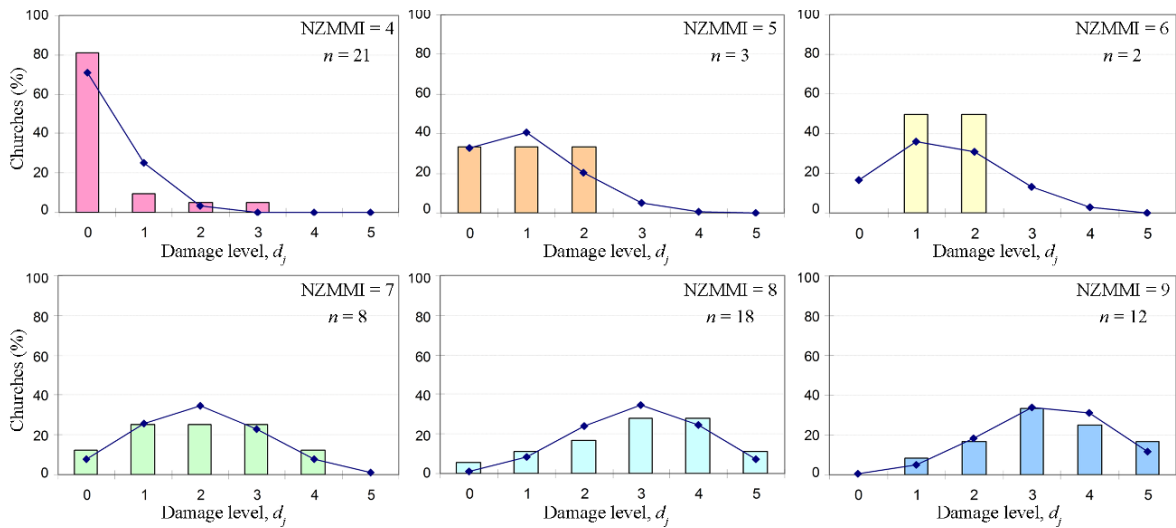 100
80
60
40
20
0
Churches (%)
NZMMI = 4
n = 21
0 1 2 3 4 5
Damage level, dj
100
80
60
40
20
0
NZMMI = 5
n = 3
0 1 2 3 4 5
Damage level, dj
100
80
60
40
20
0
NZMMI = 6
n = 2
0 1 2 3 4 5
Damage level, dj
100
80
60
40
20
0
Churches (%)
NZMMI = 7
n = 8
0 1 2 3 4 5
Damage level, dj
100
80
60
40
20
0
NZMMI = 8
n = 18
0 1 2 3 4 5
Damage level, dj
100
80
60
40
20
0
NZMMI = 9
n = 12
0 1 2 3 4 5
Damage level, dj